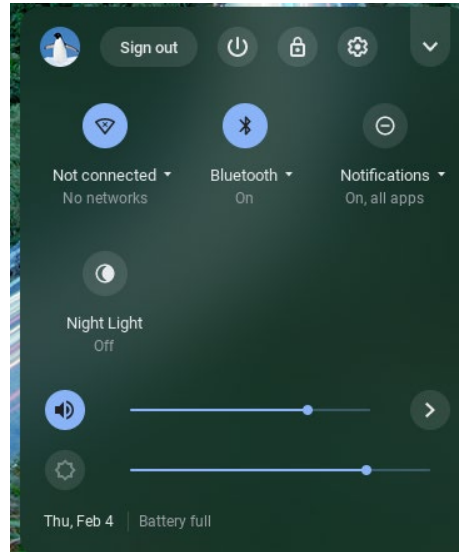 Sign out
Not connected
Bluetooth
Notifications
No networks
On
On, all apps
Night Light
Off
Thu, Feb 4
Battery full